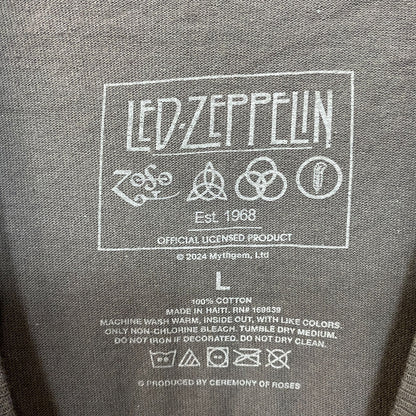 LED-ZEPPELIN
ZoSo
Est. 1968
OFFICIAL LICENSED PRODUCT
© 2024 Mythgem, Ltd
L
100% COTTON
MADE IN HAITI. RN# 169639
MACHINE WASH WARM, INSIDE OUT, WITH LIKE COLORS
ONLY NON-CHLORINE BLEACH. TUMBLE DRY MEDIUM.
DO NOT IRON IF DECORATED. DO NOT DRY CLEAN.
PRODUCED BY CEREMONY OF ROSES